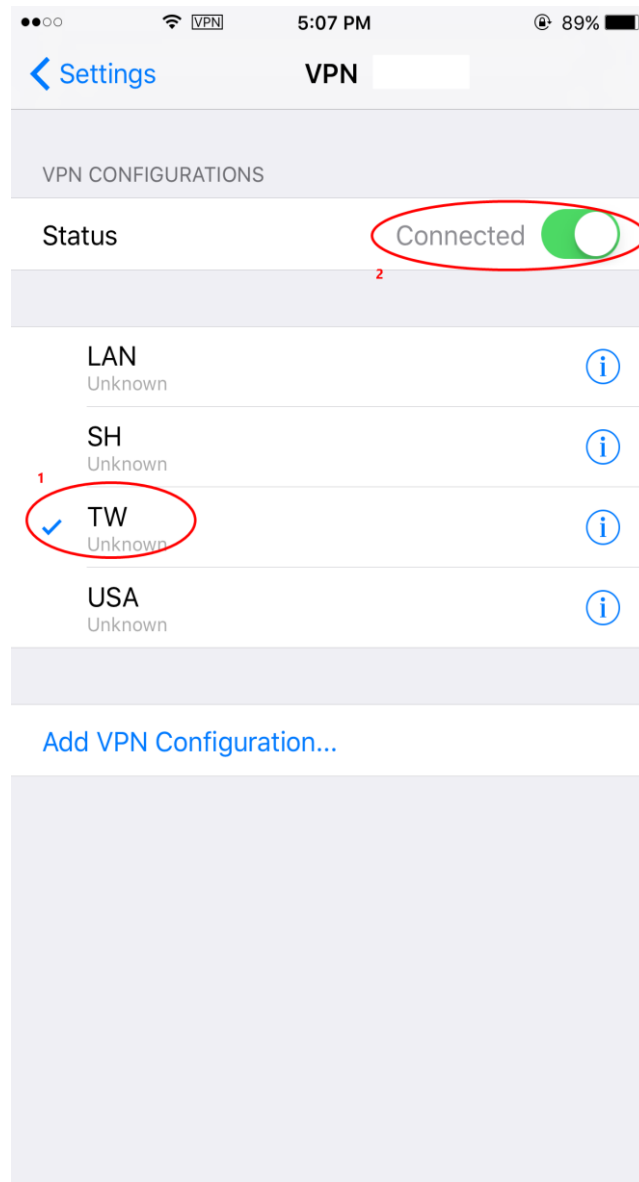 VPN 5:07 PM 89%
Settings VPN
VPN CONFIGURATIONS
Status Connected
2
LAN
Unknown
SH
Unknown
1
TW
Unknown
USA
Unknown
Add VPN Configuration...